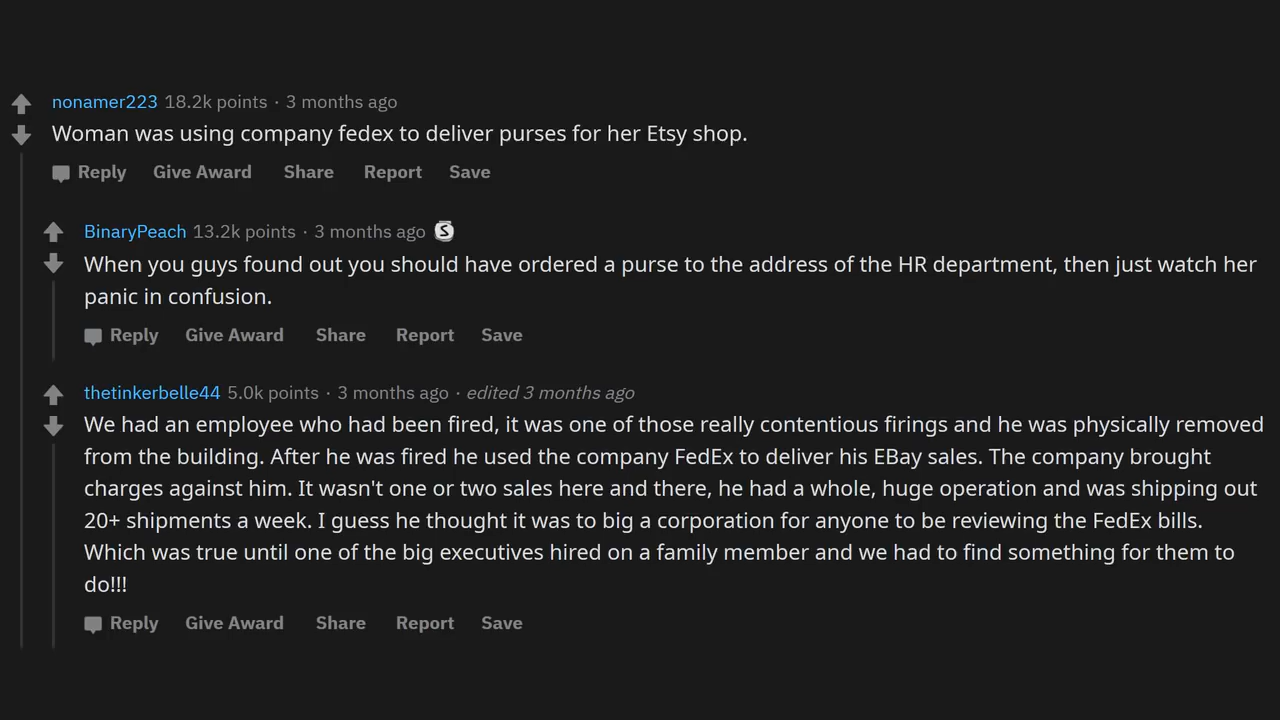 nonamer223 18.2k points · 3 months ago
Woman was using company fedex to deliver purses for her Etsy shop.
Reply Give Award Share Report Save
BinaryPeach 13.2k points · 3 months ago S
When you guys found out you should have ordered a purse to the address of the HR department, then just watch her
panic in confusion.
Reply Give Award Share Report Save
thetinkerbelle44 5.0k points · 3 months ago · edited 3 months ago
We had an employee who had been fired, it was one of those really contentious firings and he was physically removed
from the building. After he was fired he used the company FedEx to deliver his EBay sales. The company brought
charges against him. It wasn't one or two sales here and there, he had a whole, huge operation and was shipping out
20+ shipments a week. I guess he thought it was to big a corporation for anyone to be reviewing the FedEx bills.
Which was true until one of the big executives hired on a family member and we had to find something for them to
do!!!
Reply Give Award Share Report Save